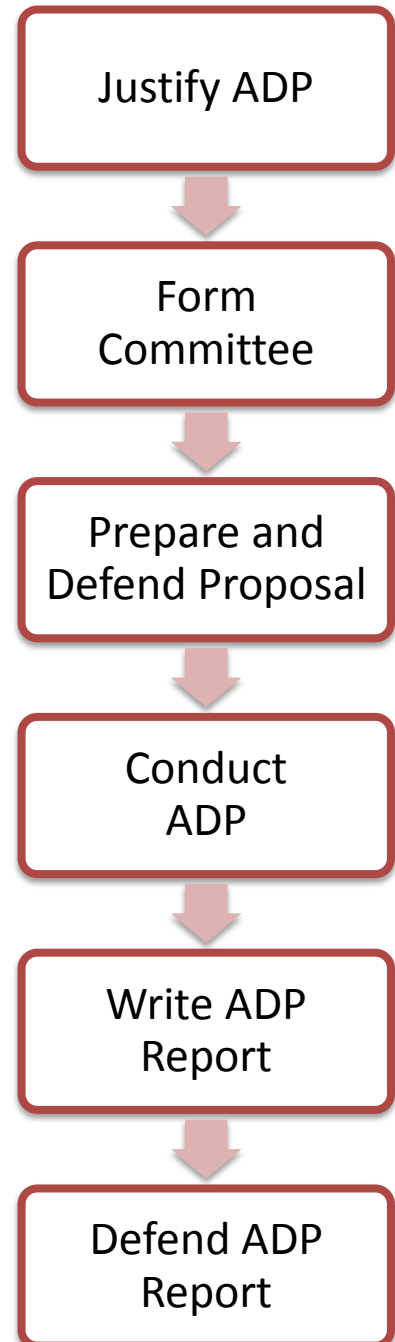 Justify ADP
Form
Committee
Prepare and
Defend Proposal
Conduct
ADP
Write ADP
Report
Defend ADP
Report